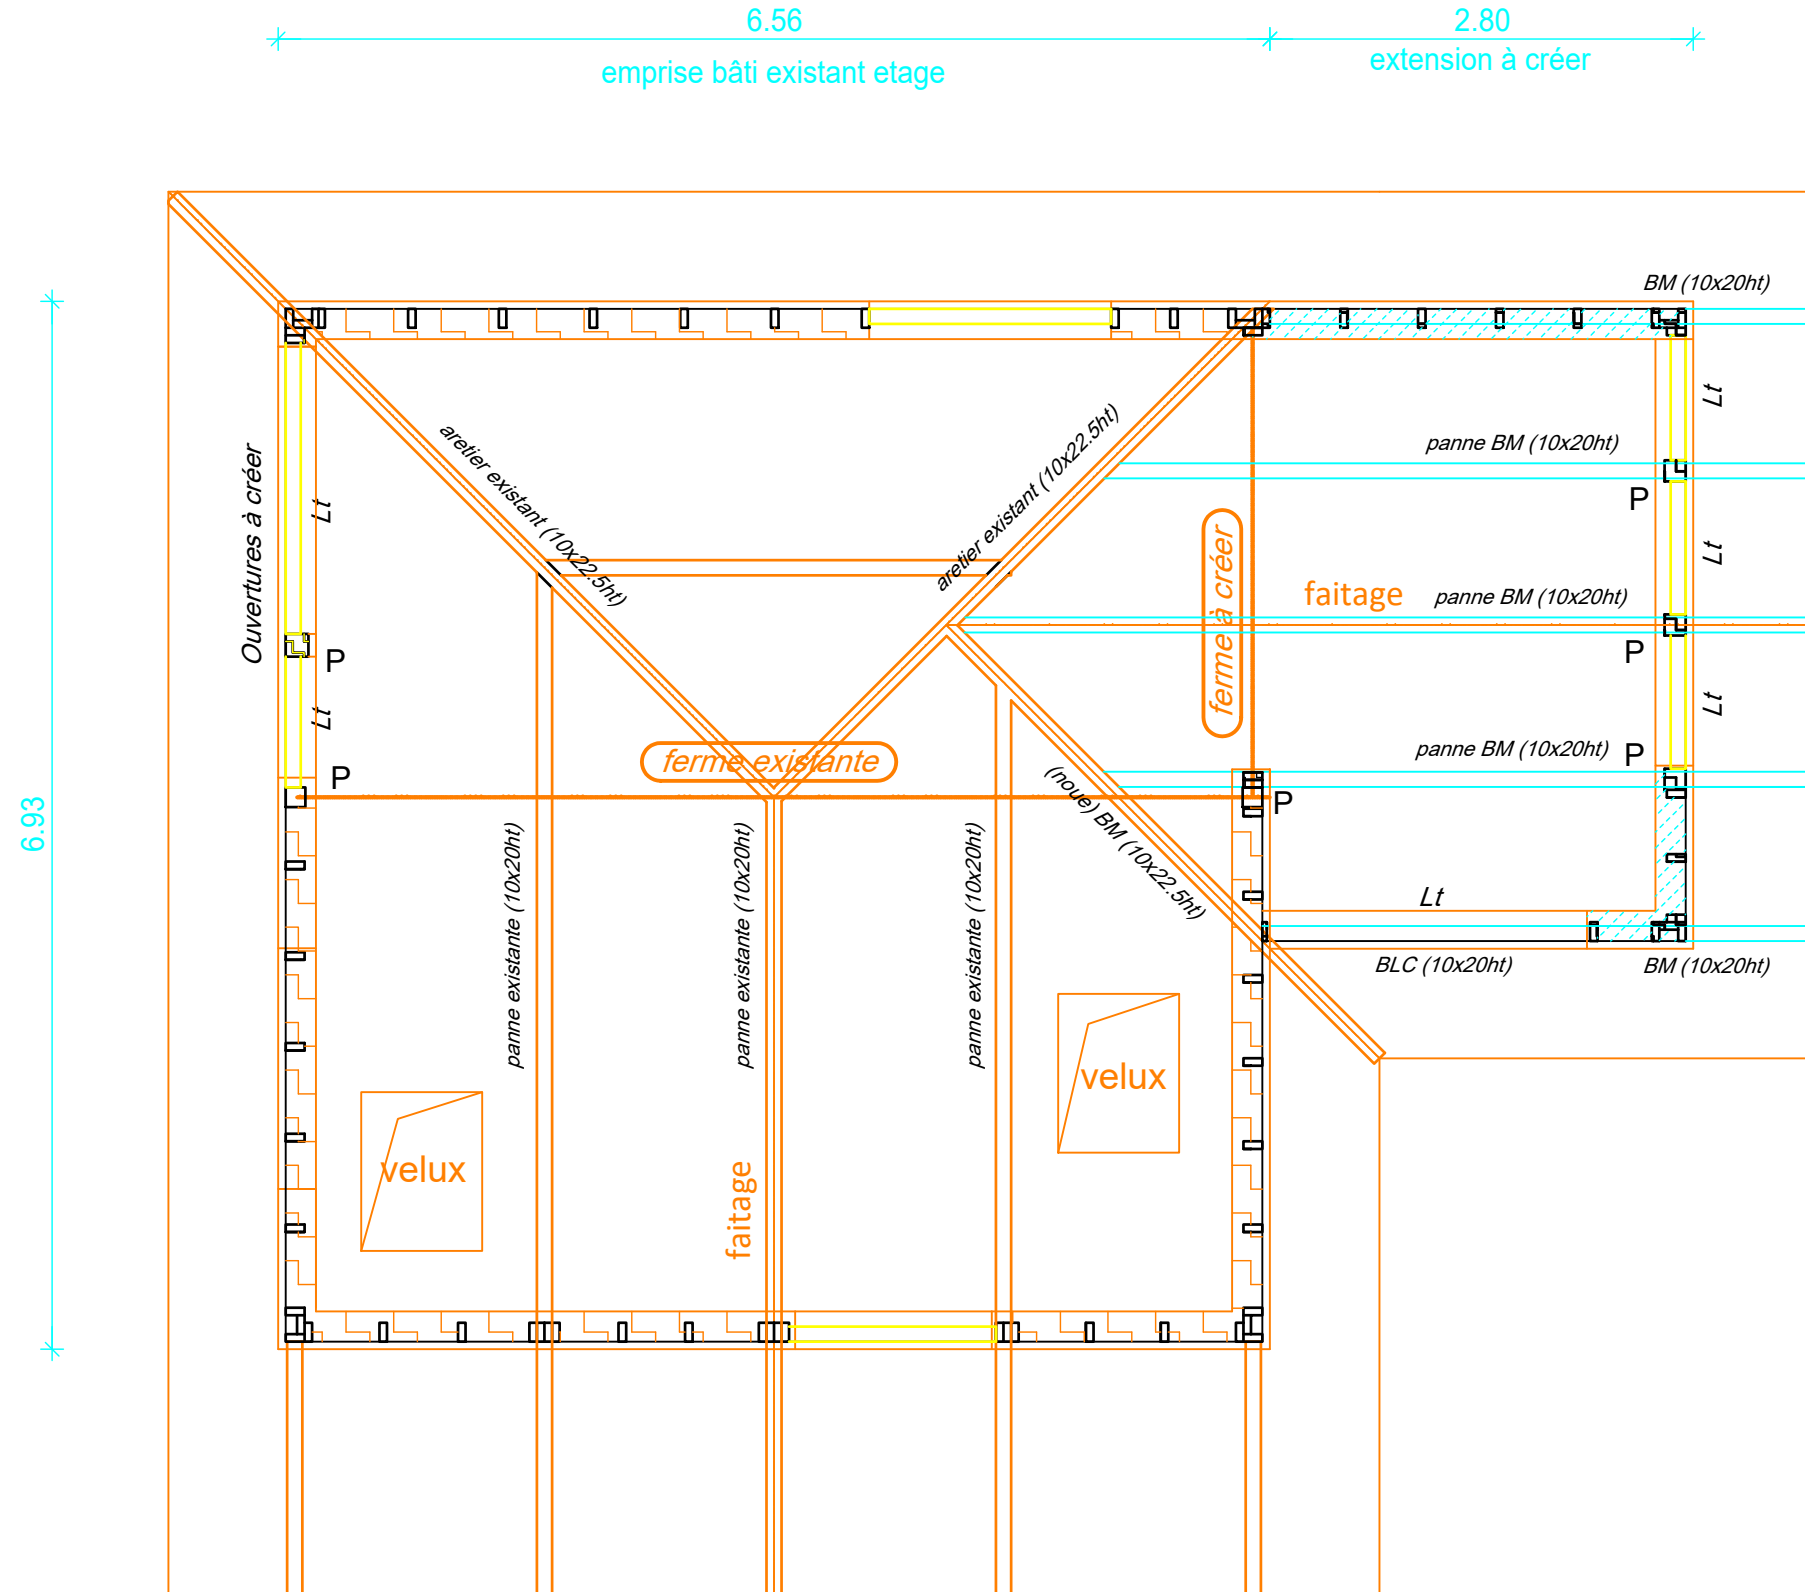 6.56
2.80
emprise bâti existant etage
extension à créer
BM (10x20ht)
Lt
aretier existant (10x22.5ht)
aretier existant (10x22.5ht)
panne BM (10x20ht)
Ouvertures à créer
Lt
P
ferme à créer
Lt
faitage
panne BM (10x20ht)
P
P
Lt
Lt
ferme existante
panne BM (10x20ht)
P
P
P
6.93
(noue) BM (10x22.5ht)
panne existante (10x20ht)
panne existante (10x20ht)
panne existante (10x20ht)
Lt
BLC (10x20ht)
BM (10x20ht)
velux
velux
faitage